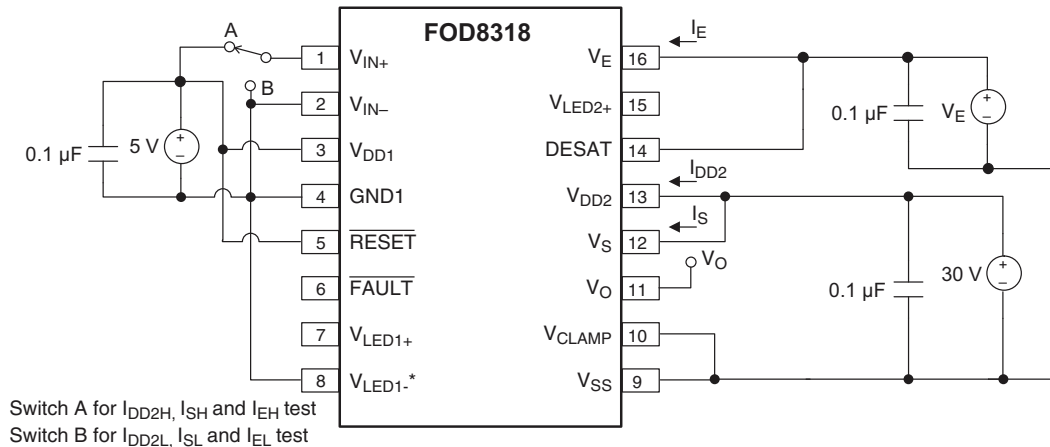 FOD8318
A
B
0.1 µF
5 V
+
−
1 VIN+
2 VIN–
3 VDD1
4 GND1
5 RESET
6 FAULT
7 VLED1+
8 VLED1-*
VE 16
VLED2+ 15
DESAT 14
VDD2 13
VS 12
VO 11
VCLAMP 10
VSS 9
IE
IDD2
IS
VO
0.1 µF
VE
+
−
0.1 µF
30 V
+
−
Switch A for IDD2H, ISH and IEH test
Switch B for IDD2L, ISL and IEL test